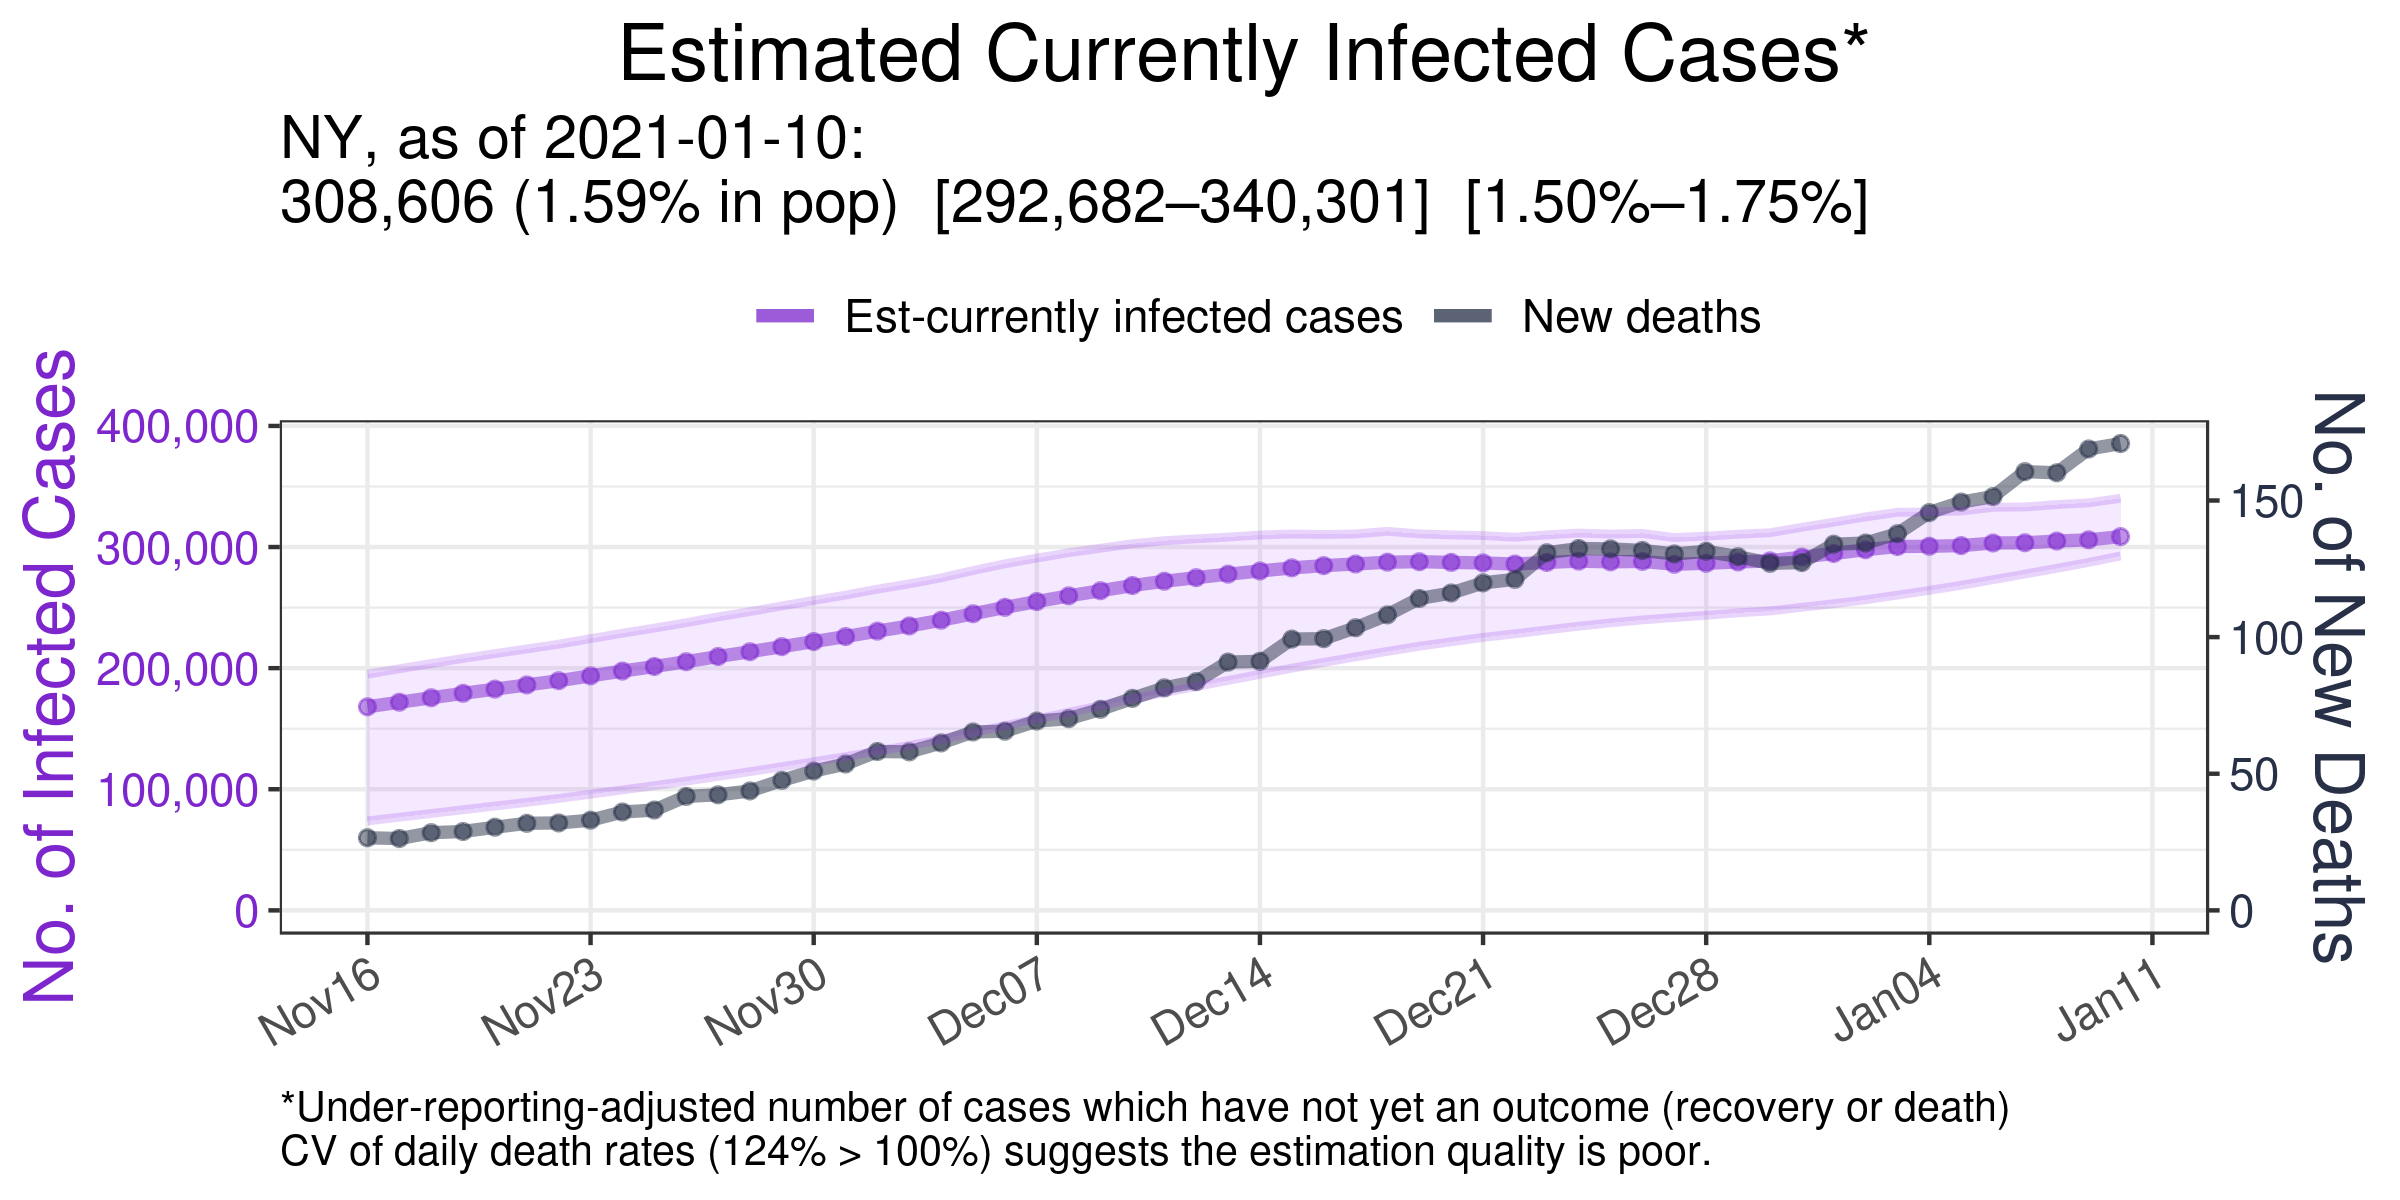 Estimated Currently Infected Cases*
NY, as of 2021-01-10:
308,606 (1.59% in pop)  [292,682–340,301]  [1.50%–1.75%]
Est-currently infected cases
New deaths
No. of Infected Cases
400,000
300,000
200,000
100,000
0
150
100
50
0
No. of New Deaths
Nov16
Nov23
Nov30
Dec07
Dec14
Dec21
Dec28
Jan04
Jan11
*Under-reporting-adjusted number of cases which have not yet an outcome (recovery or death)
CV of daily death rates (124% > 100%) suggests the estimation quality is poor.